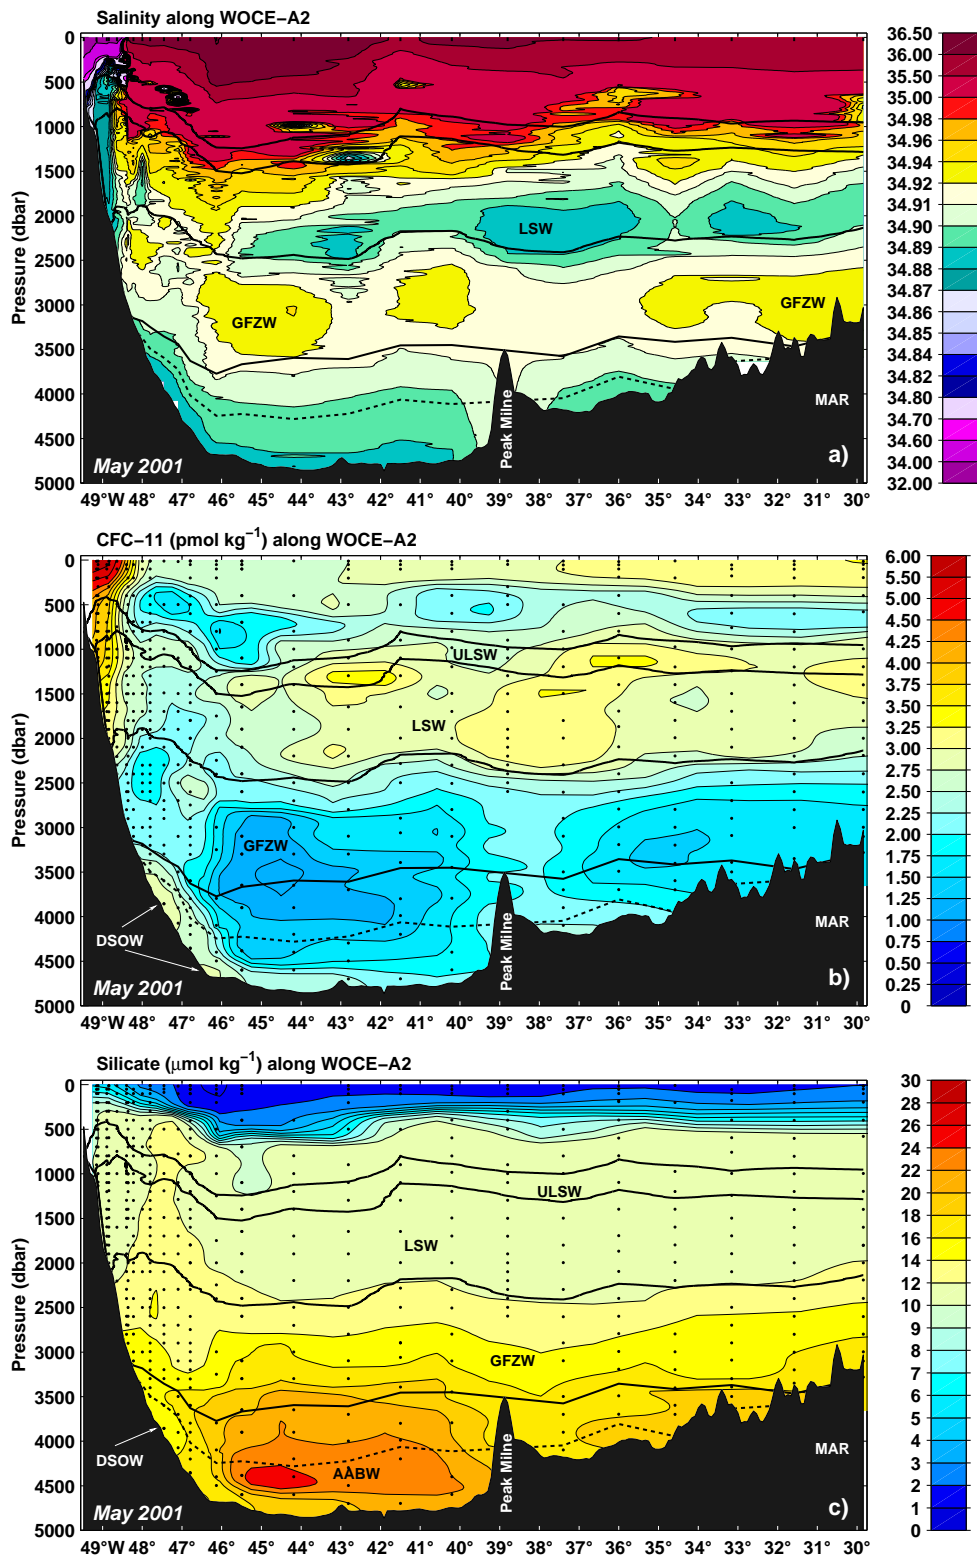 Salinity along WOCE−A2
0
500
1000
1500
2000
2500
3000
3500
4000
4500
5000
Pressure (dbar)
LSW
GFZW
GFZW
Peak Milne
MAR
May 2001
a)
49°W 48° 47° 46° 45° 44° 43° 42° 41° 40° 39° 38° 37° 36° 35° 34° 33° 32° 31° 30°
36.50
36.00
35.50
35.00
34.98
34.96
34.94
34.92
34.91
34.90
34.89
34.88
34.87
34.86
34.85
34.84
34.82
34.80
34.70
34.60
34.00
32.00
CFC−11 (pmol kg−1) along WOCE−A2
0
500
1000
1500
2000
2500
3000
3500
4000
4500
5000
Pressure (dbar)
ULSW
LSW
GFZW
DSOW
Peak Milne
MAR
May 2001
b)
49°W 48° 47° 46° 45° 44° 43° 42° 41° 40° 39° 38° 37° 36° 35° 34° 33° 32° 31° 30°
6.00
5.50
5.00
4.50
4.25
4.00
3.75
3.50
3.25
3.00
2.75
2.50
2.25
2.00
1.75
1.50
1.25
1.00
0.75
0.50
0.25
0
Silicate (μmol kg−1) along WOCE−A2
0
500
1000
1500
2000
2500
3000
3500
4000
4500
5000
Pressure (dbar)
ULSW
LSW
GFZW
DSOW
AABW
Peak Milne
MAR
May 2001
c)
49°W 48° 47° 46° 45° 44° 43° 42° 41° 40° 39° 38° 37° 36° 35° 34° 33° 32° 31° 30°
30
28
26
24
22
20
18
16
14
12
10
9
8
7
6
5
4
3
2
1
0